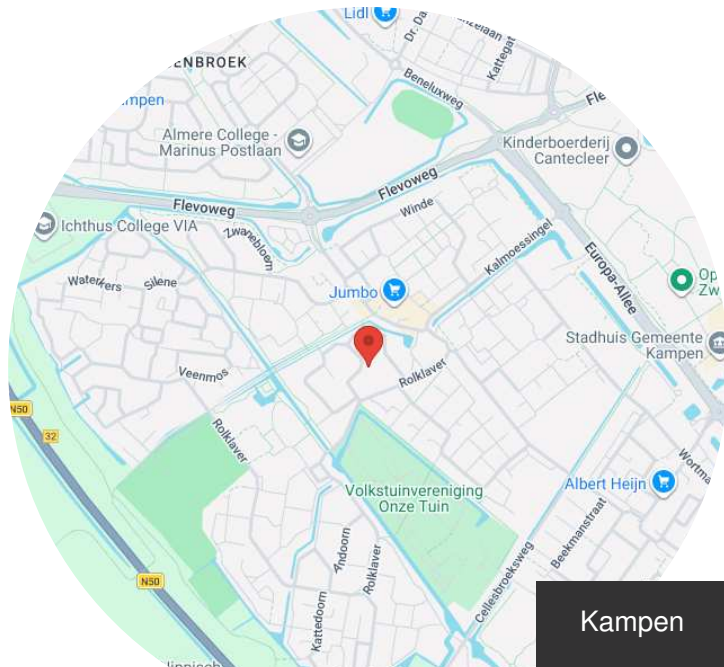 Lidl
Dr. Da
nzelaan
Kattegat
ENBROEK
Beneluxweg
mpen
Fle
Almere College -
Marinus Postlaan
Kinderboerderij
Cantecleer
Flevoweg
Flevoweg
Winde
Ichthus College VIA
Zwanebloem
Kalmoessingel
Europa-Allee
Waterkers
Silene
Jumbo
Op
Zw
Stadhuis Gemeente
Kampen
Veenmos
Rolklaver
N50
32
Rolklaver
Wortma
Albert Heijn
Volkstuinvereniging
Onze Tuin
Andoorn
Rolklaver
Beekmanstraat
Cellesbroeksweg
N50
Kattedoorn
Kampen